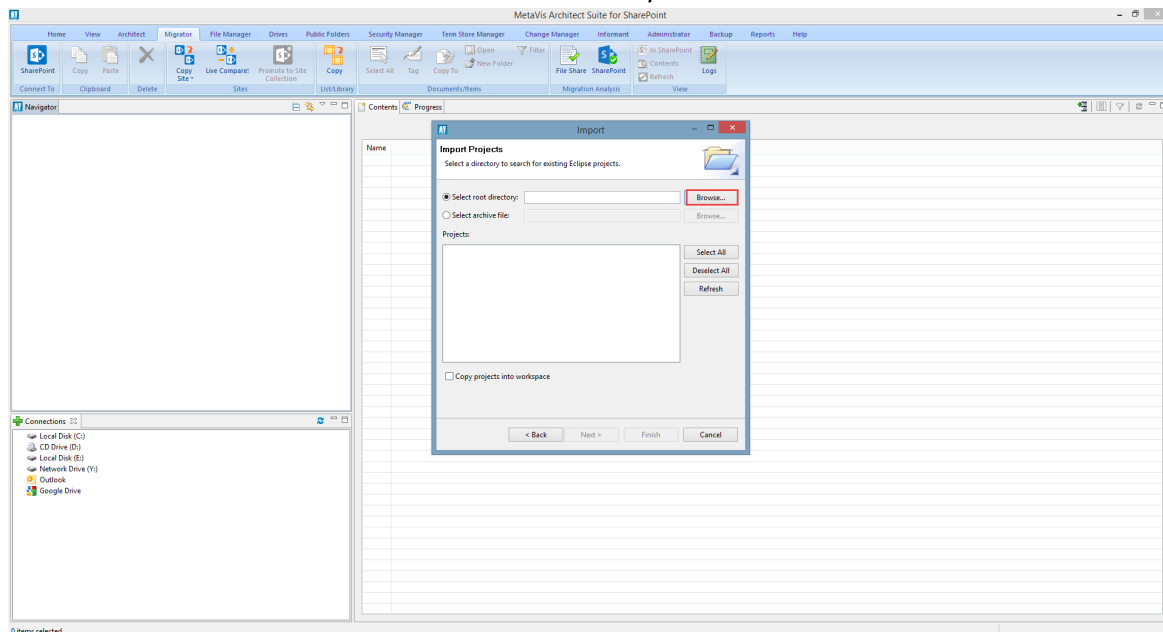 MetaVis Architect Suite for SharePoint
Home View Architect Migrator File Manager Drives Public Folders Security Manager Term Store Manager Change Manager Informant Administrator Backup Reports Help
SharePoint Copy Paste Copy Site Live Compare! Promote to Site Collection Copy Select All Tag Copy To Open New Folder Filter File Share SharePoint In SharePoint Contents Refresh Logs
Connect To Clipboard Delete Sites List/Library Documents/Items Migration Analysis View
Navigator
Contents Progress
Name
Import
Import Projects
Select a directory to search for existing Eclipse projects.
Select root directory: Browse...
Select archive file: Browse...
Projects:
Select All
Deselect All
Refresh
Copy projects into workspace
< Back Next > Finish Cancel
Connections
Local Disk (C:)
CD Drive (D:)
Local Disk (E:)
Network Drive (Y:)
Outlook
Google Drive
0 items selected